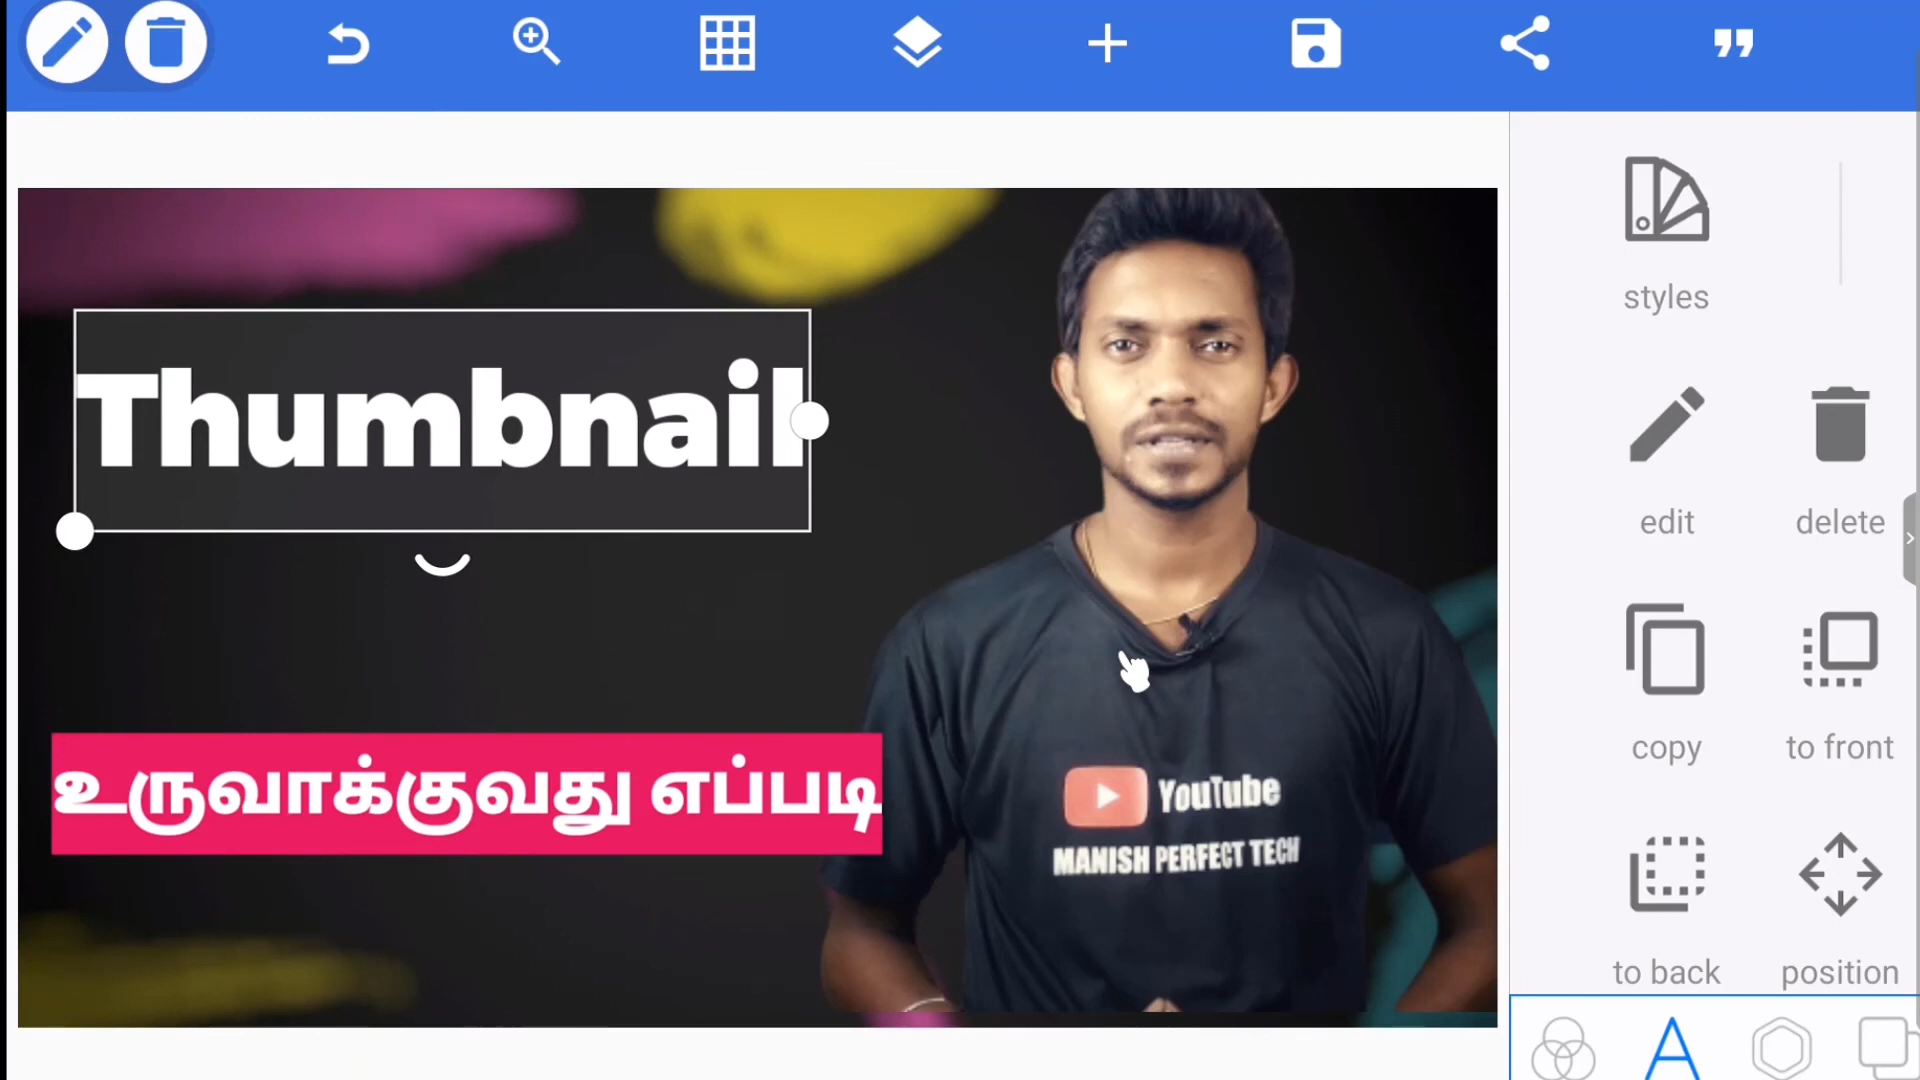 styles
Thumbnail
edit
delete
copy
to front
உருவாக்குவது எப்படி
YouTube
MANISH PERFECT TECH
to back
position